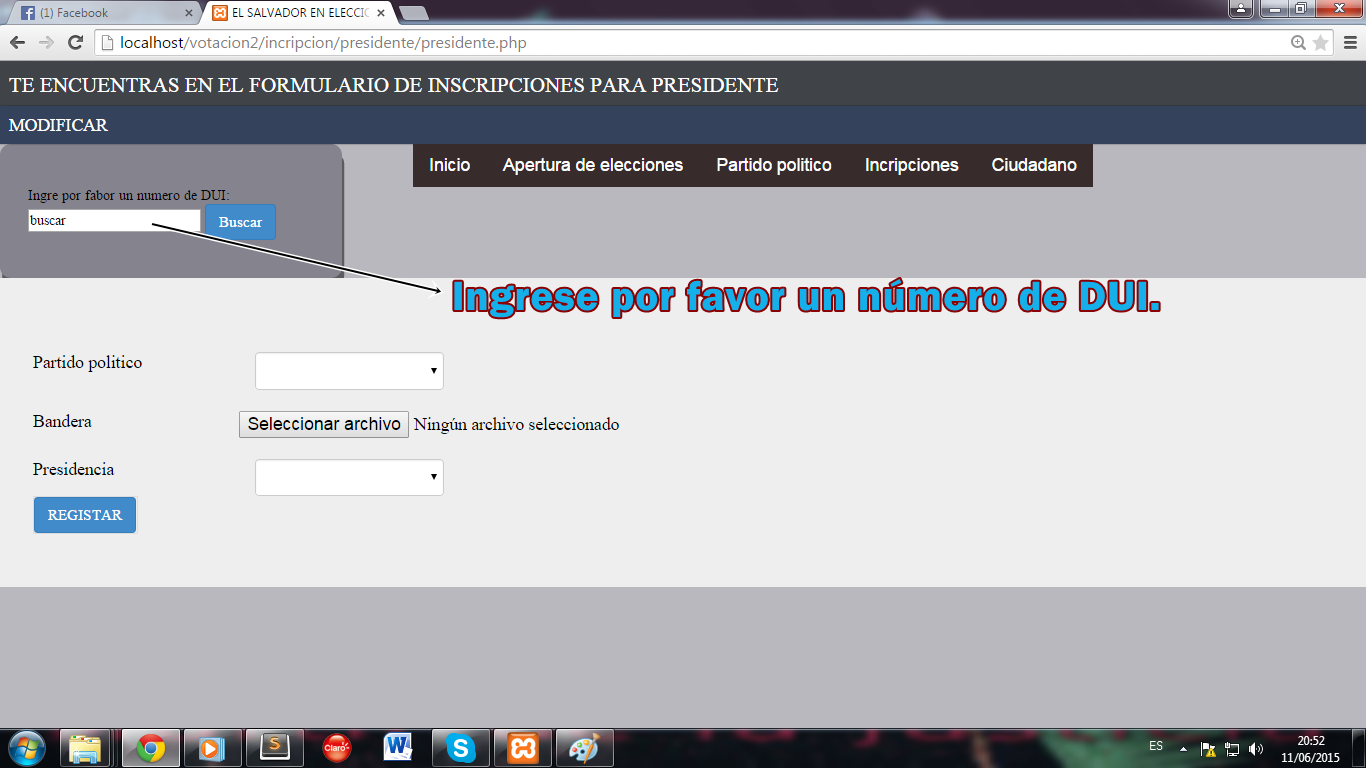 (1) Facebook
EL SALVADOR EN ELECCIO
localhost/votacion2/incripcion/presidente/presidente.php
TE ENCUENTRAS EN EL FORMULARIO DE INSCRIPCIONES PARA PRESIDENTE
MODIFICAR
Inicio Apertura de elecciones Partido politico Incripciones Ciudadano
Ingre por fabor un numero de DUI:
buscar Buscar
Ingrese por favor un número de DUI.
Partido politico
Bandera Seleccionar archivo Ningún archivo seleccionado
Presidencia
REGISTAR
S Claro W S
ES 20:52
11/06/2015